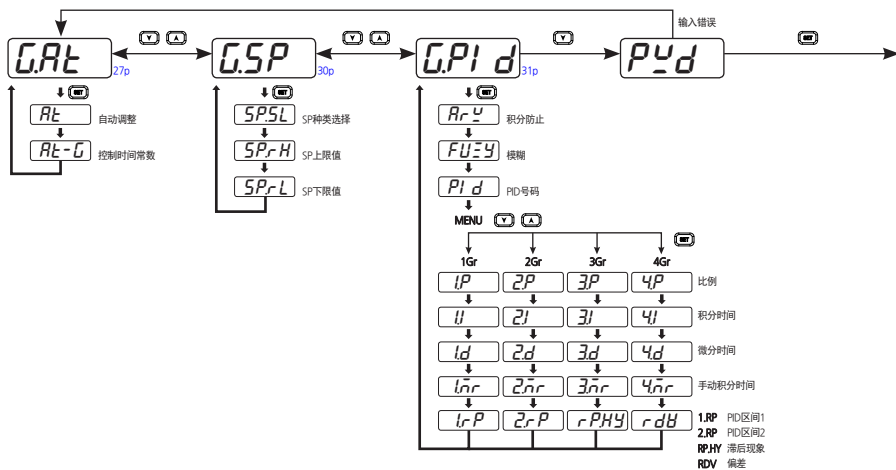 输入错误
G.At
G.SP
G.PId
PWd
27p
30p
31p
SET
SET
SET
SET
At 自动调整
At-G 控制时间常数
SP.SL SP种类选择
SP.rH SP上限值
SP.rL SP下限值
ArW 积分防止
FUZY 模糊
PId PID号码
MENU
SET
1Gr 2Gr 3Gr 4Gr
1.P 2.P 3.P 4.P 比例
1.I 2.I 3.I 4.I 积分时间
1.d 2.d 3.d 4.d 微分时间
1.mr 2.mr 3.mr 4.mr 手动积分时间
1.rP 2.rP rP.HY rdV
1.RP PID区间1
2.RP PID区间2
RP.HY 滞后现象
RDV 偏差